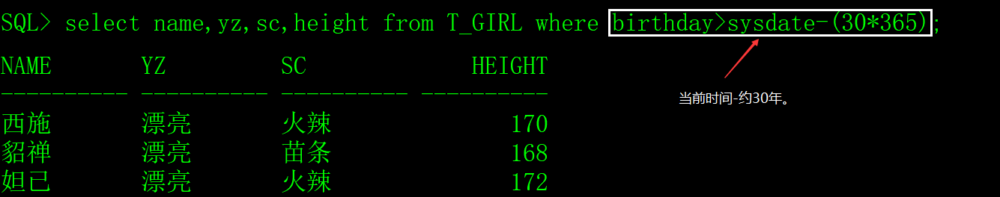 SQL> select name,yz,sc,height from T_GIRL where birthday>sysdate-(30*365);
NAME YZ SC HEIGHT
---------- ---------- ---------- ----------
西施 漂亮 火辣 170
貂禅 漂亮 苗条 168
妲已 漂亮 火辣 172
当前时间-约30年。